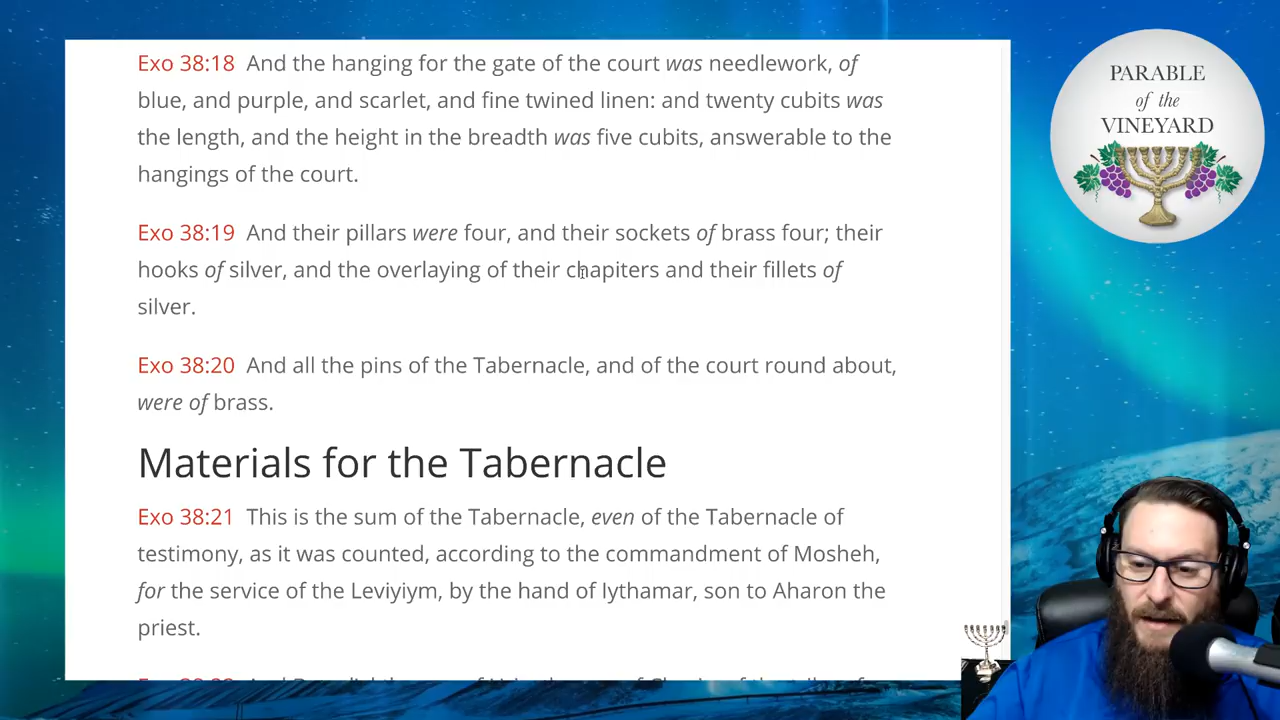 Exo 38:18 And the hanging for the gate of the court was needlework, of
blue, and purple, and scarlet, and fine twined linen: and twenty cubits was
the length, and the height in the breadth was five cubits, answerable to the
hangings of the court.
Exo 38:19 And their pillars were four, and their sockets of brass four; their
hooks of silver, and the overlaying of their chapiters and their fillets of
silver.
Exo 38:20 And all the pins of the Tabernacle, and of the court round about,
were of brass.
Materials for the Tabernacle
Exo 38:21 This is the sum of the Tabernacle, even of the Tabernacle of
testimony, as it was counted, according to the commandment of Mosheh,
for the service of the Leviyiym, by the hand of Iythamar, son to Aharon the
priest.
PARABLE
of the
VINEYARD